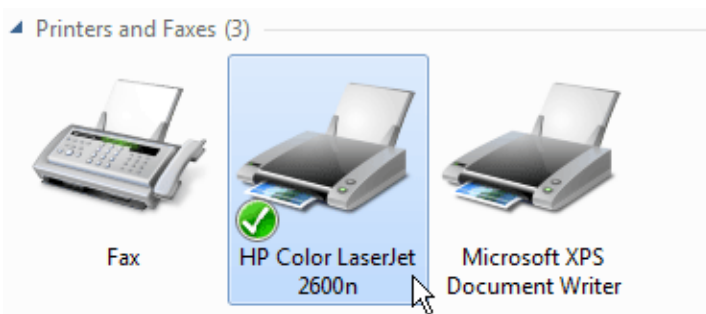 Printers and Faxes (3)
Fax
HP Color LaserJet
2600n
Microsoft XPS
Document Writer